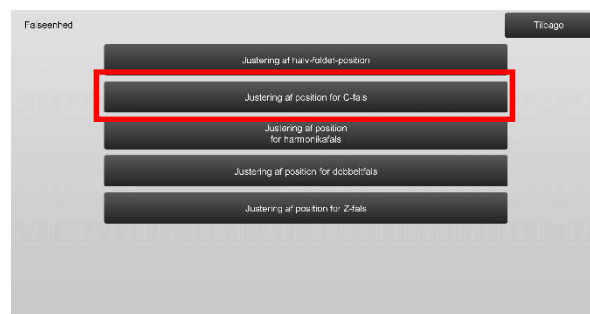 Falseenhed
Tilbage
Justering af halv-foldet-position
Justering af position for C-fals
Justering af position
for harmonikafals
Justering af position for dobbeltfals
Justering af position for Z-fals